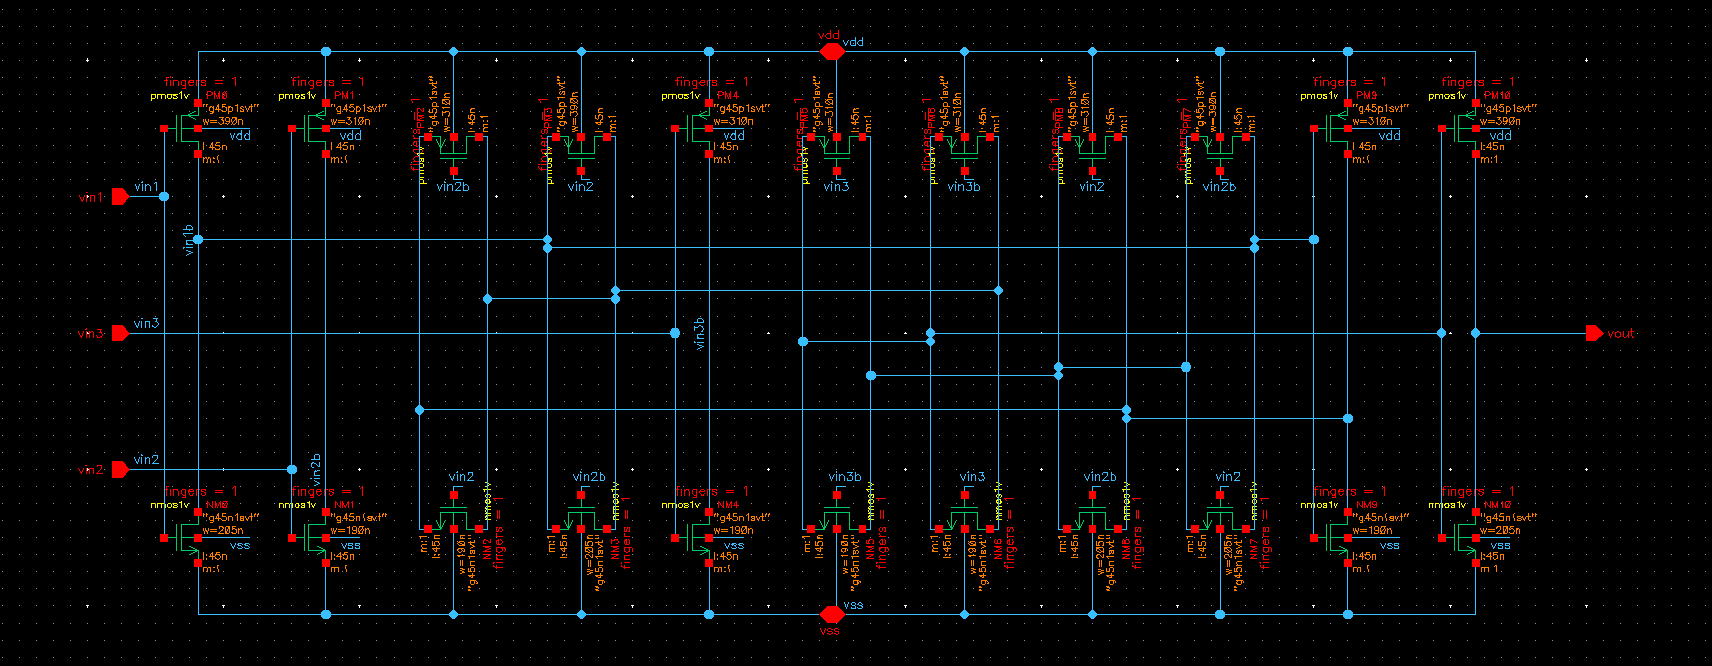 vdd
vdd
fingers = 1
fingers = 1
fingers = 1
fingers = 1
fingers = 1
pmos1v
PM0
"g45p1svt"
w=390n
vdd
l:45n
pmos1v
PM1
"g45p1svt"
w=310n
vdd
l:45n
fingers = 1
PM2
pmos1v
"g45p1svt"
w=310n
l:45n
m:1
vin2b
fingers = 1
PM3
pmos1v
"g45p1svt"
w=390n
l:45n
m:1
vin2
pmos1v
PM4
"g45p1svt"
w=310n
vdd
l:45n
fingers = 1
PM5
pmos1v
"g45p1svt"
w=310n
l:45n
m:1
vin3
fingers = 1
PM6
pmos1v
"g45p1svt"
w=310n
l:45n
m:1
vin3b
fingers = 1
PM8
pmos1v
"g45p1svt"
w=390n
l:45n
m:1
vin2
fingers = 1
PM7
pmos1v
"g45p1svt"
w=390n
l:45n
m:1
vin2b
pmos1v
PM9
"g45p1svt"
w=310n
vdd
45n
pmos1v
PM10
"g45p1svt"
w=390n
vdd
l:45n
m:1
vin1
vin1
vin1b
vin3
vin3
vin3b
vout
vin2
vin2
vin2b
fingers = 1
fingers = 1
fingers = 1
fingers = 1
fingers = 1
nmos1v
NM0
"g45n1svt"
w=205n
vss
l:45n
nmos1v
NM1
"g45n1svt"
w=190n
vss
l:45n
vin2
nmos1v
m:1
l:45n
w=190n
"g45n1svt"
NM2
fingers = 1
vin2b
nmos1v
m:1
l:45n
w=205n
"g45n1svt"
NM3
fingers = 1
nmos1v
NM4
"g45n1svt"
w=190n
vss
l:45n
vin3b
nmos1v
m:1
l:45n
w=190n
"g45n1svt"
NM5
fingers = 1
vin3
nmos1v
m:1
l:45n
w=190n
"g45n1svt"
NM6
fingers = 1
vin2b
nmos1v
m:1
l:45n
w=205n
"g45n1svt"
NM8
fingers = 1
vin2
nmos1v
m:1
l:45n
w=205n
"g45n1svt"
NM7
fingers = 1
nmos1v
NM9
"g45n1svt"
w=190n
vss
l:45n
nmos1v
NM10
"g45n1svt"
w=205n
vss
l:45n
m:1
vss
vss